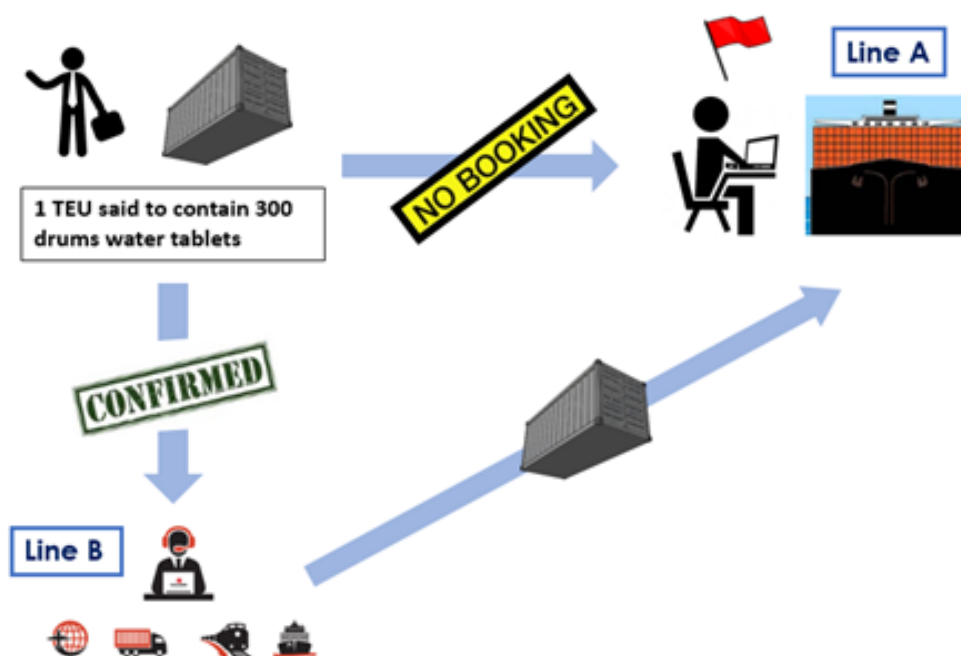 Line A
NO BOOKING
1 TEU said to contain 300
drums water tablets
CONFIRMED
Line B